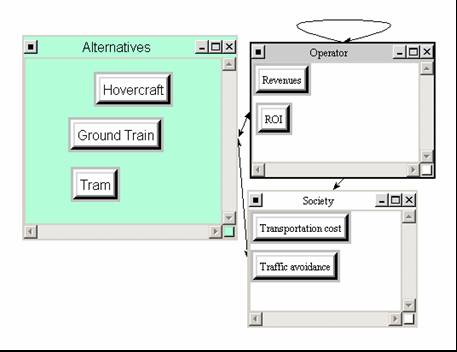 Alternatives
Hovercraft
Ground Train
Tram
Operator
Revenues
ROI
Society
Transportation cost
Traffic avoidance